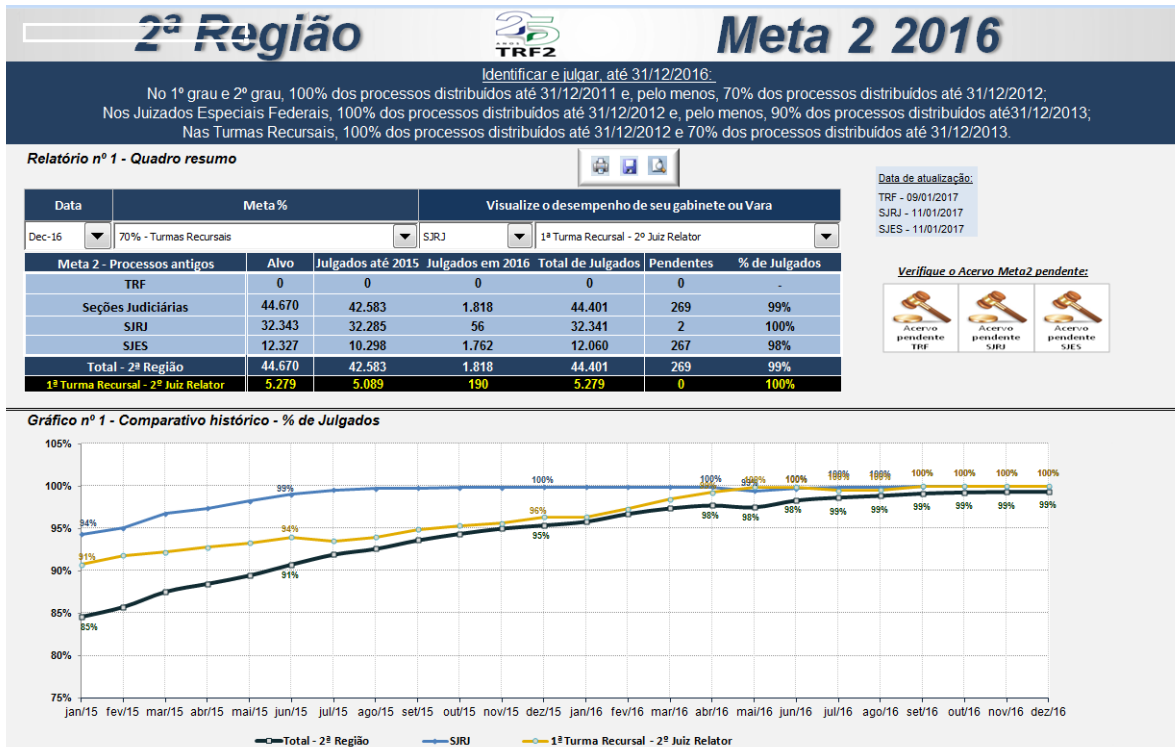 2ª Região
25
ANOS
TRF2
Meta 2 2016
Identificar e julgar, até 31/12/2016:
No 1º grau e 2º grau, 100% dos processos distribuídos até 31/12/2011 e, pelo menos, 70% dos processos distribuídos até 31/12/2012;
Nos Juizados Especiais Federais, 100% dos processos distribuídos até 31/12/2012 e, pelo menos, 90% dos processos distribuídos até31/12/2013;
Nas Turmas Recursais, 100% dos processos distribuídos até 31/12/2012 e 70% dos processos distribuídos até 31/12/2013.
Relatório nº 1 - Quadro resumo
Data de atualização:
TRF - 09/01/2017
SJRJ - 11/01/2017
SJES - 11/01/2017
Data Meta% Visualize o desempenho de seu gabinete ou Vara
Dec-16 70% - Turmas Recursais SJRJ 1ª Turma Recursal - 2º Juiz Relator
Meta 2 - Processos antigos Alvo Julgados até 2015 Julgados em 2016 Total de Julgados Pendentes % de Julgados
TRF 0 0 0 0 0 -
Seções Judiciárias 44.670 42.583 1.818 44.401 269 99%
SJRJ 32.343 32.285 56 32.341 2 100%
SJES 12.327 10.298 1.762 12.060 267 98%
Total - 2ª Região 44.670 42.583 1.818 44.401 269 99%
1ª Turma Recursal - 2º Juiz Relator 5.279 5.089 190 5.279 0 100%
Verifique o Acervo Meta2 pendente:
Acervo pendente TRF
Acervo pendente SJRJ
Acervo pendente SJES
Gráfico nº 1 - Comparativo histórico - % de Julgados
105%
100%
95%
90%
85%
80%
75%
94% 99% 100% 100% 99% 100% 100% 100% 100% 100% 100%
91% 94% 96% 99% 100% 100% 100% 100% 100% 100% 100% 100%
85% 91% 95% 98% 98% 98% 99% 99% 99% 99% 99% 99%
jan/15 fev/15 mar/15 abr/15 mai/15 jun/15 jul/15 ago/15 set/15 out/15 nov/15 dez/15 jan/16 fev/16 mar/16 abr/16 mai/16 jun/16 jul/16 ago/16 set/16 out/16 nov/16 dez/16
Total - 2ª Região SJRJ 1ª Turma Recursal - 2º Juiz Relator